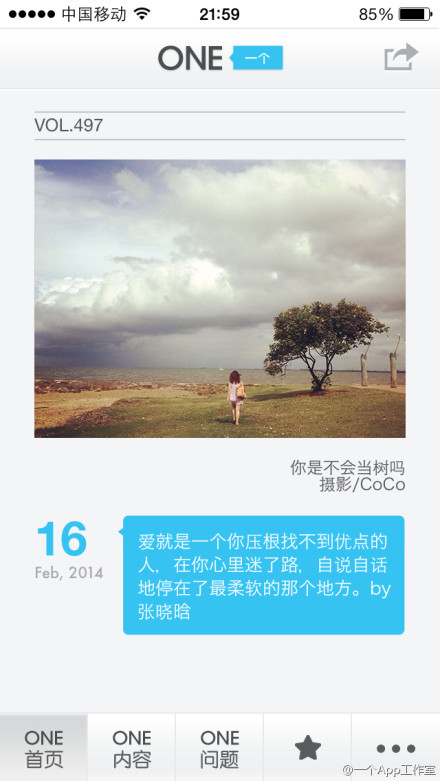 中国移动 21:59 85%
ONE 一个
VOL.497
你是不会当树吗
摄影/CoCo
16
Feb, 2014
爱就是一个你压根找不到优点的
人，在你心里迷了路，自说自话
地停在了最柔软的那个地方。by
张晓晗
ONE ONE ONE
首页 内容 问题
@一个App工作室